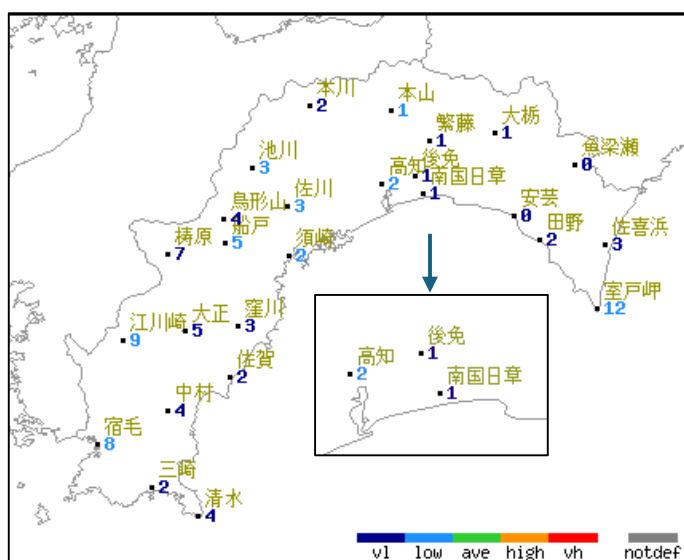 本川
2
本山
1
繁藤
1
大栃
1
魚梁瀬
0
池川
3
高知
2
後免
1
南国日章
1
佐川
3
鳥形山
4
船戸
5
安芸
0
田野
2
佐喜浜
3
梼原
7
須崎
2
室戸岬
12
江川崎
9
大正
5
窪川
3
佐賀
2
中村
4
宿毛
8
三崎
2
清水
4
後免
1
高知
2
南国日章
1
vl low ave high vh notdef